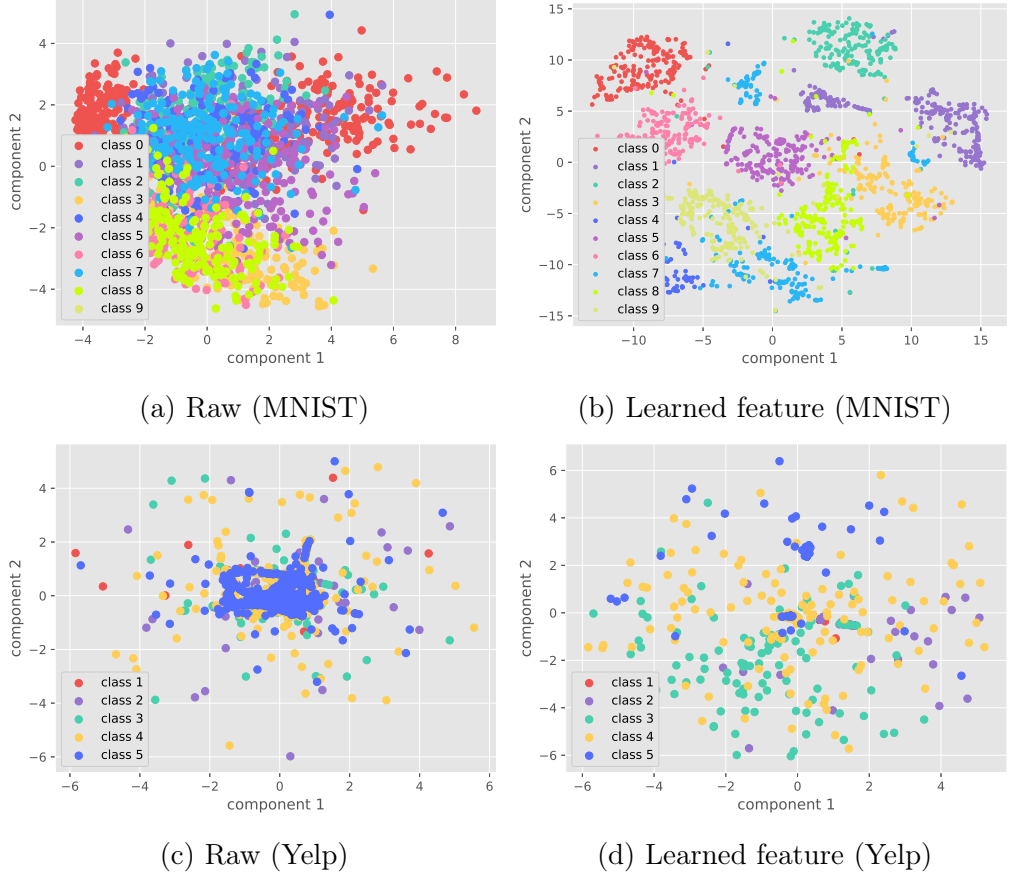 4
2
0
−2
−4
component 2
class 0
class 1
class 2
class 3
class 4
class 5
class 6
class 7
class 8
class 9
−4 −2 0 2 4 6 8
component 1
(a) Raw (MNIST)
15
10
5
0
−5
−10
−15
component 2
class 0
class 1
class 2
class 3
class 4
class 5
class 6
class 7
class 8
class 9
−10 −5 0 5 10 15
component 1
(b) Learned feature (MNIST)
4
2
0
−2
−4
−6
component 2
class 1
class 2
class 3
class 4
class 5
−6 −4 −2 0 2 4 6
component 1
(c) Raw (Yelp)
6
4
2
0
−2
−4
−6
component 2
class 1
class 2
class 3
class 4
class 5
−6 −4 −2 0 2 4
component 1
(d) Learned feature (Yelp)